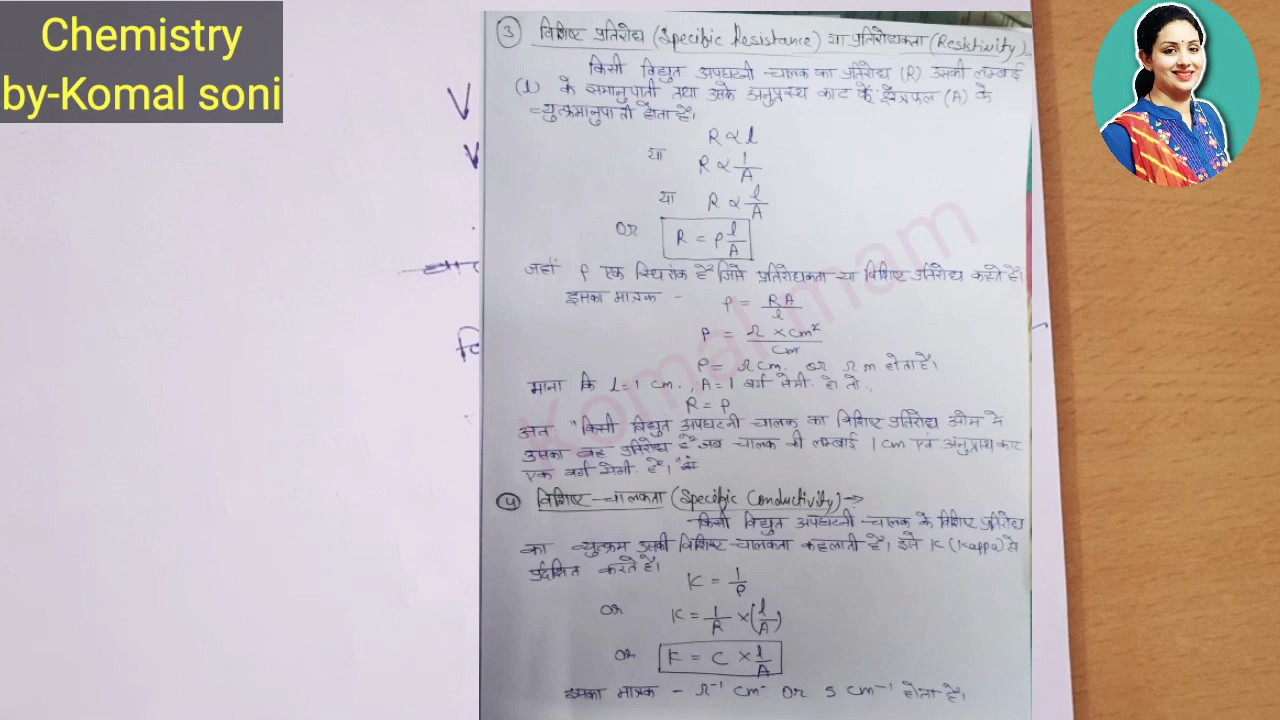 Chemistry
by-Komal soni
③ विशिष्ट प्रतिरोध (Specific Resistance) या प्रतिरोधकता (Resistivity)
किसी विद्युत अपघटनी चालक का प्रतिरोध (R) उसकी लम्बाई
(l) के समानुपाती तथा उसके अनुप्रस्थ काट के क्षेत्रफल (A) के
व्युत्क्रमानुपाती होता है।
R ∝ l
या R ∝ 1/A
या R ∝ l/A
Or R = ρ l/A
जहाँ ρ एक स्थिरांक है जिसे प्रतिरोधकता या विशिष्ट प्रतिरोध कहते है।
इसका मात्रक - ρ = RA/l
ρ = Ω × cm²/cm
ρ = Ω cm. or Ω m होता है।
माना कि l = 1 cm., A = 1 वर्ग सेमी. हो तो,
R = ρ
अतः "किसी विद्युत अपघटनी चालक का विशिष्ट प्रतिरोध ओम मे
उसका वह प्रतिरोध है जब चालक की लम्बाई 1 cm एवं अनुप्रस्थ काट
एक वर्ग सेमी. है।"
④ विशिष्ट-चालकता (Specific Conductivity) →
किसी विद्युत अपघटनी चालक के विशिष्ट प्रतिरोध
का व्युत्क्रम उसकी विशिष्ट-चालकता कहलाती है। इसे K (Kappa) से
प्रदर्शित करते है।
K = 1/ρ
or K = 1/R × (l/A)
or K = C × l/A
इसका मात्रक - Ω⁻¹ cm⁻ or S cm⁻¹ होता है।
Komal mam